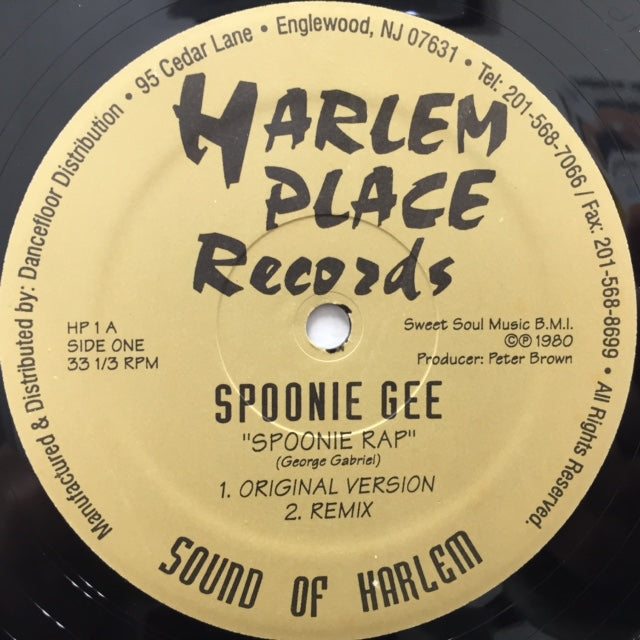 Manufactured & Distributed by: Dancefloor Distribution • 95 Cedar Lane • Englewood, NJ 07631 • Tel: 201-568-7066 / Fax: 201-568-8699 • All Rights Reserved.
HARLEM
PLACE
Records
HP 1 A
SIDE ONE
33 1/3 RPM
Sweet Soul Music B.M.I.
©℗ 1980
Producer: Peter Brown
SPOONIE GEE
"SPOONIE RAP"
(George Gabriel)
1. ORIGINAL VERSION
2. REMIX
SOUND OF HARLEM